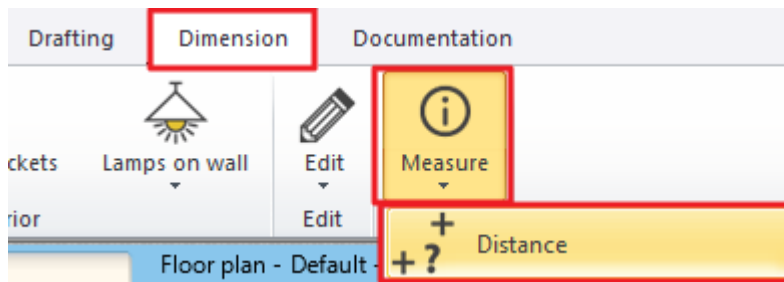 Drafting Dimension Documentation
ckets Lamps on wall Edit Measure
rior Edit
Distance
Floor plan - Default -